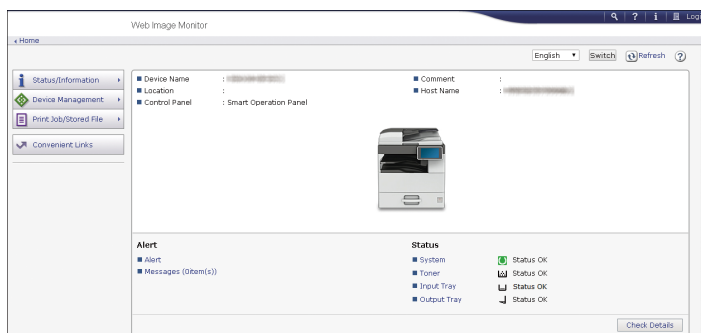 Web Image Monitor
? i Logi
Home
English Switch Refresh ?
Status/Information
Device Management
Print Job/Stored File
Convenient Links
Device Name :
Location :
Control Panel : Smart Operation Panel
Comment :
Host Name :
Alert
Alert
Messages (0item(s))
Status
System Status OK
Toner Status OK
Input Tray Status OK
Output Tray Status OK
Check Details